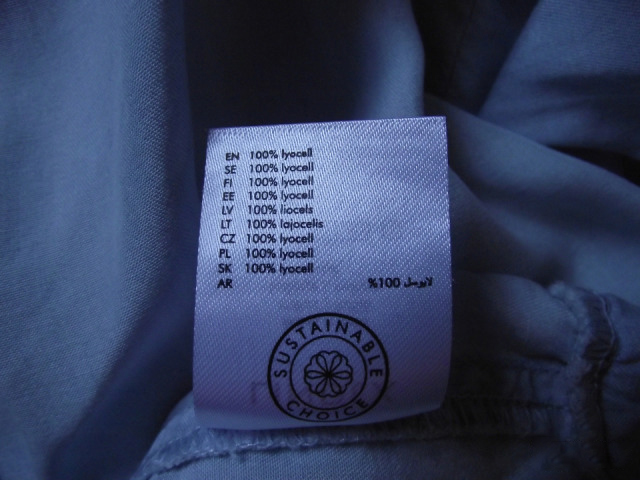 EN 100% lyocell
SE 100% lyocell
FI 100% lyocell
EE 100% lyocell
LV 100% liocels
LT 100% lajocelis
CZ 100% lyocell
PL 100% lyocell
SK 100% lyocell
AR %100 لايوسل
SUSTAINABLE
CHOICE